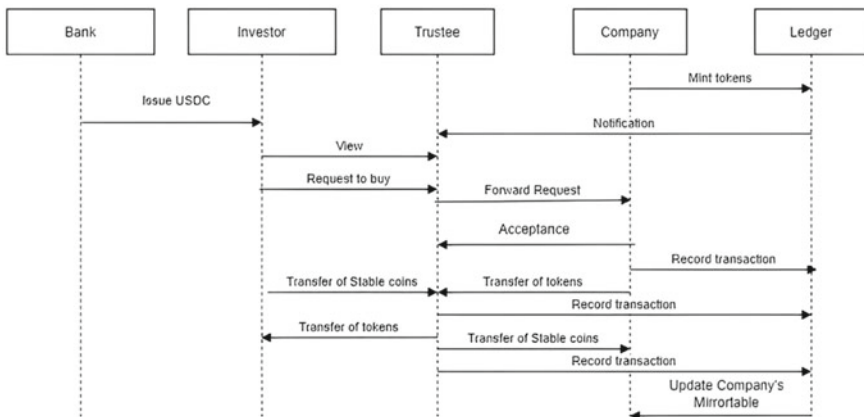 Bank
Investor
Trustee
Company
Ledger
Mint tokens
Issue USDC
Notification
View
Request to buy
Forward Request
Acceptance
Record transaction
Transfer of Stable coins
Transfer of tokens
Record transaction
Transfer of tokens
Transfer of Stable coins
Record transaction
Update Company's
Mirrortable